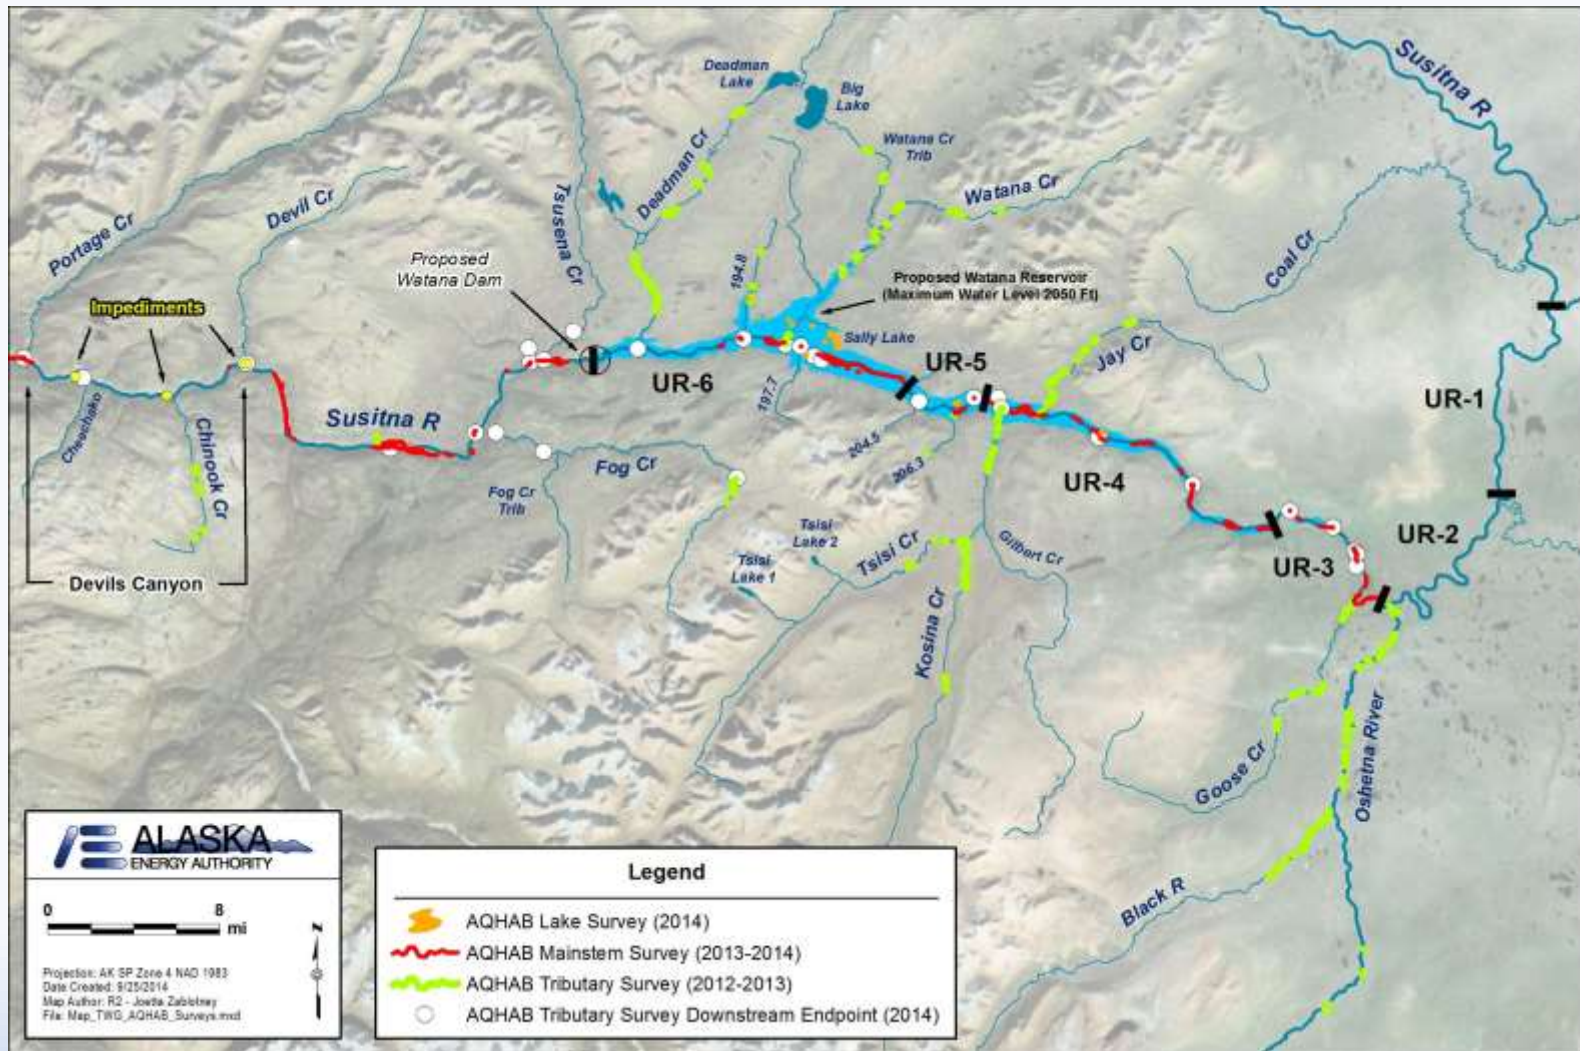 Susitna R
Deadman
Lake
Big
Lake
Watana Cr
Trib
Deadman Cr
Watana Cr
Portage Cr
Devil Cr
Tsusena Cr
Coal Cr
Proposed
Watana Dam
194.8
Proposed Watana Reservoir
(Maximum Water Level 2050 Ft)
Impediments
Sally Lake
Jay Cr
UR-6
UR-5
UR-1
Susitna R
197.7
Cheechako
Chinook Cr
204.5
206.3
Fog Cr
Fog Cr
Trib
UR-4
UR-2
UR-3
Tsisi
Lake 2
Tsisi Cr
Gilbert Cr
Tsisi
Lake 1
Devils Canyon
Kosina Cr
Goose Cr
Oshetna River
Black R
ALASKA
ENERGY AUTHORITY
0 8
mi
N
Projection: AK SP Zone 4 NAD 1983
Date Created: 9/25/2014
Map Author: R2 - Joetta Zablotney
File: Map_TWG_AQHAB_Surveys.mxd
Legend
AQHAB Lake Survey (2014)
AQHAB Mainstem Survey (2013-2014)
AQHAB Tributary Survey (2012-2013)
AQHAB Tributary Survey Downstream Endpoint (2014)